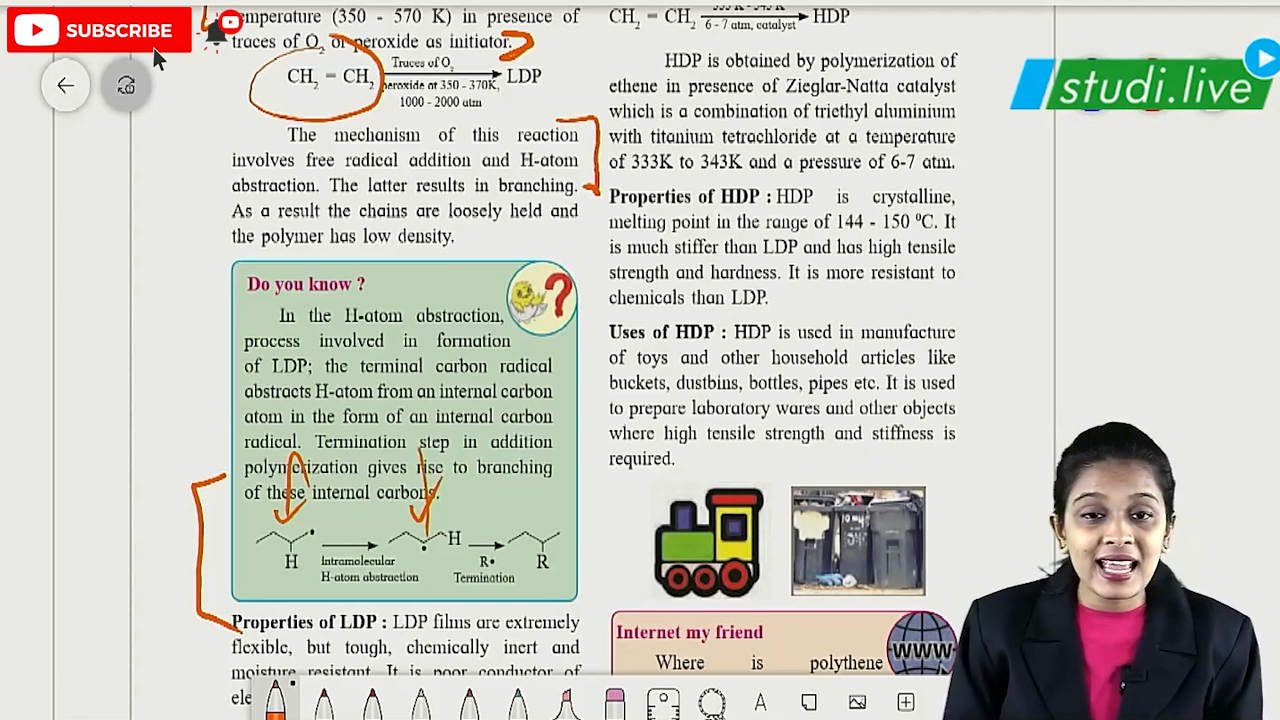 SUBSCRIBE
temperature (350 - 570 K) in presence of
traces of O2 or peroxide as initiator.
CH2 = CH2 Traces of O2 LDP
peroxide at 350 - 370K,
1000 - 2000 atm
The mechanism of this reaction
involves free radical addition and H-atom
abstraction. The latter results in branching.
As a result the chains are loosely held and
the polymer has low density.
Do you know ?
In the H-atom abstraction,
process involved in formation
of LDP; the terminal carbon radical
abstracts H-atom from an internal carbon
atom in the form of an internal carbon
radical. Termination step in addition
polymerization gives rise to branching
of these internal carbons.
H
Intramolecular
H-atom abstraction
H
R•
Termination
R
Properties of LDP : LDP films are extremely
flexible, but tough, chemically inert and
moisture resistant. It is poor conductor of
CH2 = CH2 333 K - 343 K HDP
6 - 7 atm, catalyst
HDP is obtained by polymerization of
ethene in presence of Zieglar-Natta catalyst
which is a combination of triethyl aluminium
with titanium tetrachloride at a temperature
of 333K to 343K and a pressure of 6-7 atm.
Properties of HDP : HDP is crystalline,
melting point in the range of 144 - 150 °C. It
is much stiffer than LDP and has high tensile
strength and hardness. It is more resistant to
chemicals than LDP.
Uses of HDP : HDP is used in manufacture
of toys and other household articles like
buckets, dustbins, bottles, pipes etc. It is used
to prepare laboratory wares and other objects
where high tensile strength and stiffness is
required.
Internet my friend
www
Where is polythene
studi.live
A